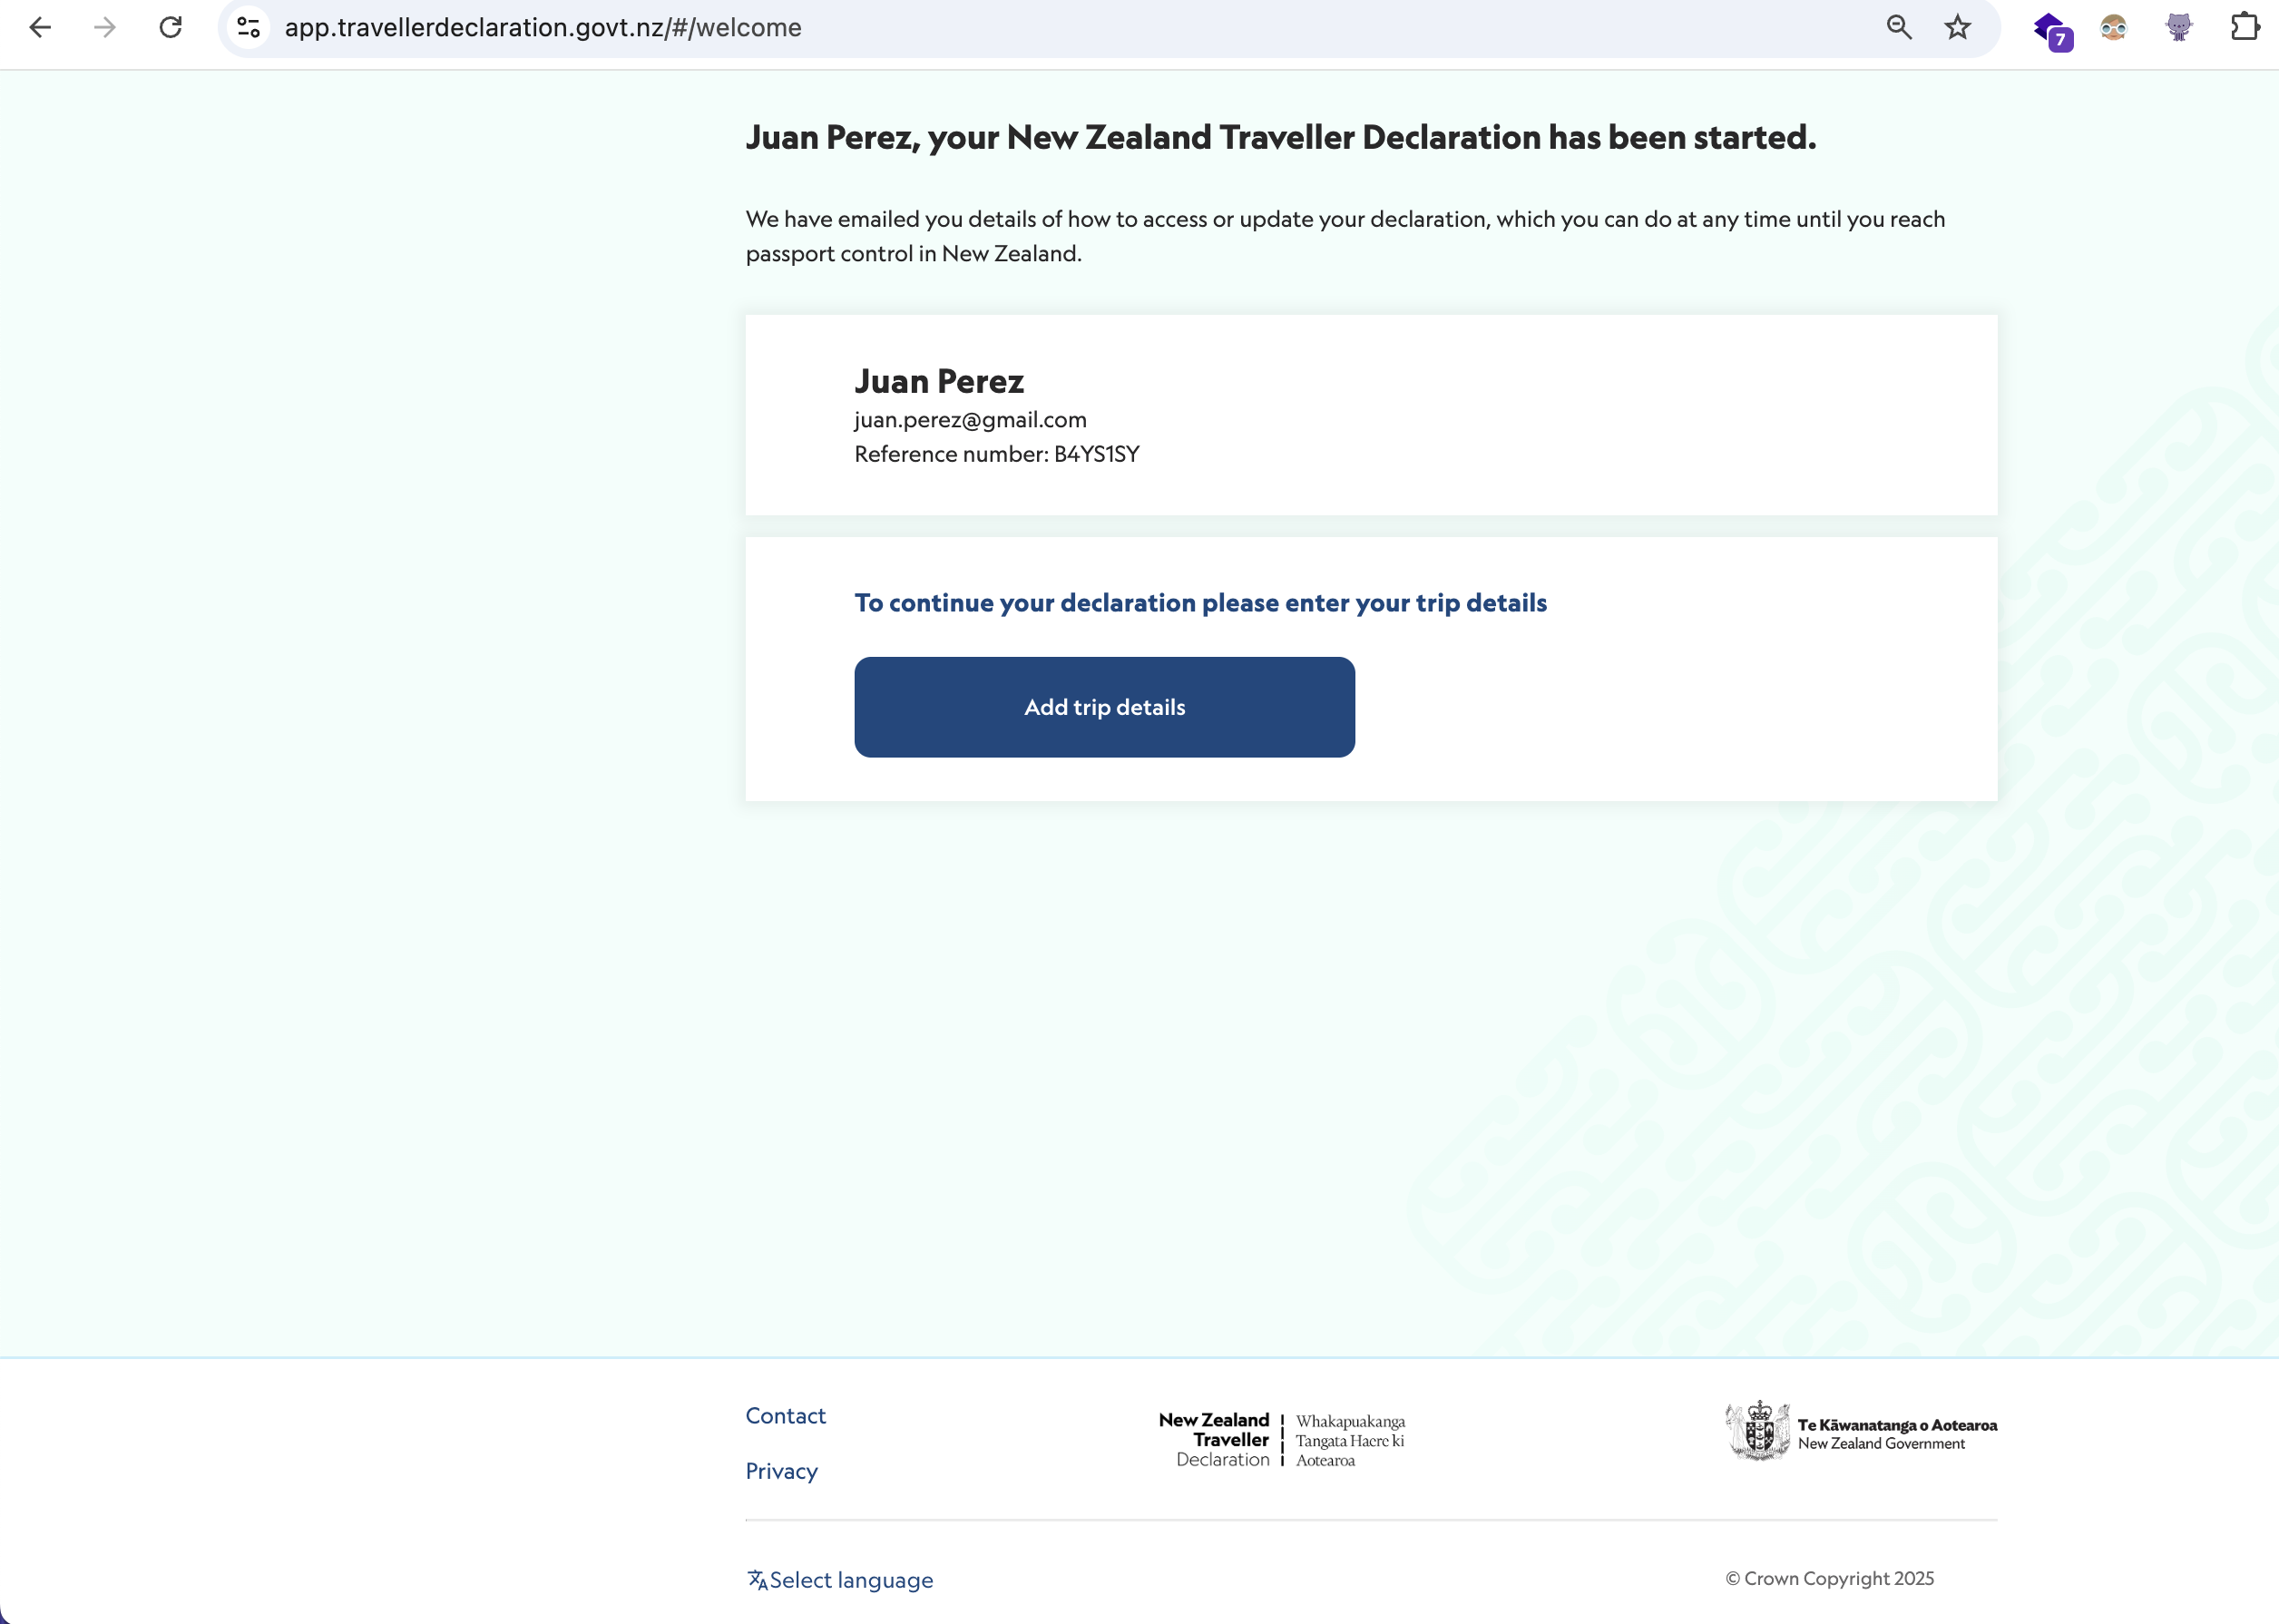 app.travellerdeclaration.govt.nz/#/welcome
7
Juan Perez, your New Zealand Traveller Declaration has been started.
We have emailed you details of how to access or update your declaration, which you can do at any time until you reach
passport control in New Zealand.
Juan Perez
juan.perez@gmail.com
Reference number: B4YS1SY
To continue your declaration please enter your trip details
Add trip details
Contact
Privacy
New Zealand
Traveller
Declaration
Whakapuakanga
Tangata Haere ki
Aotearoa
Te Kāwanatanga o Aotearoa
New Zealand Government
Select language
© Crown Copyright 2025